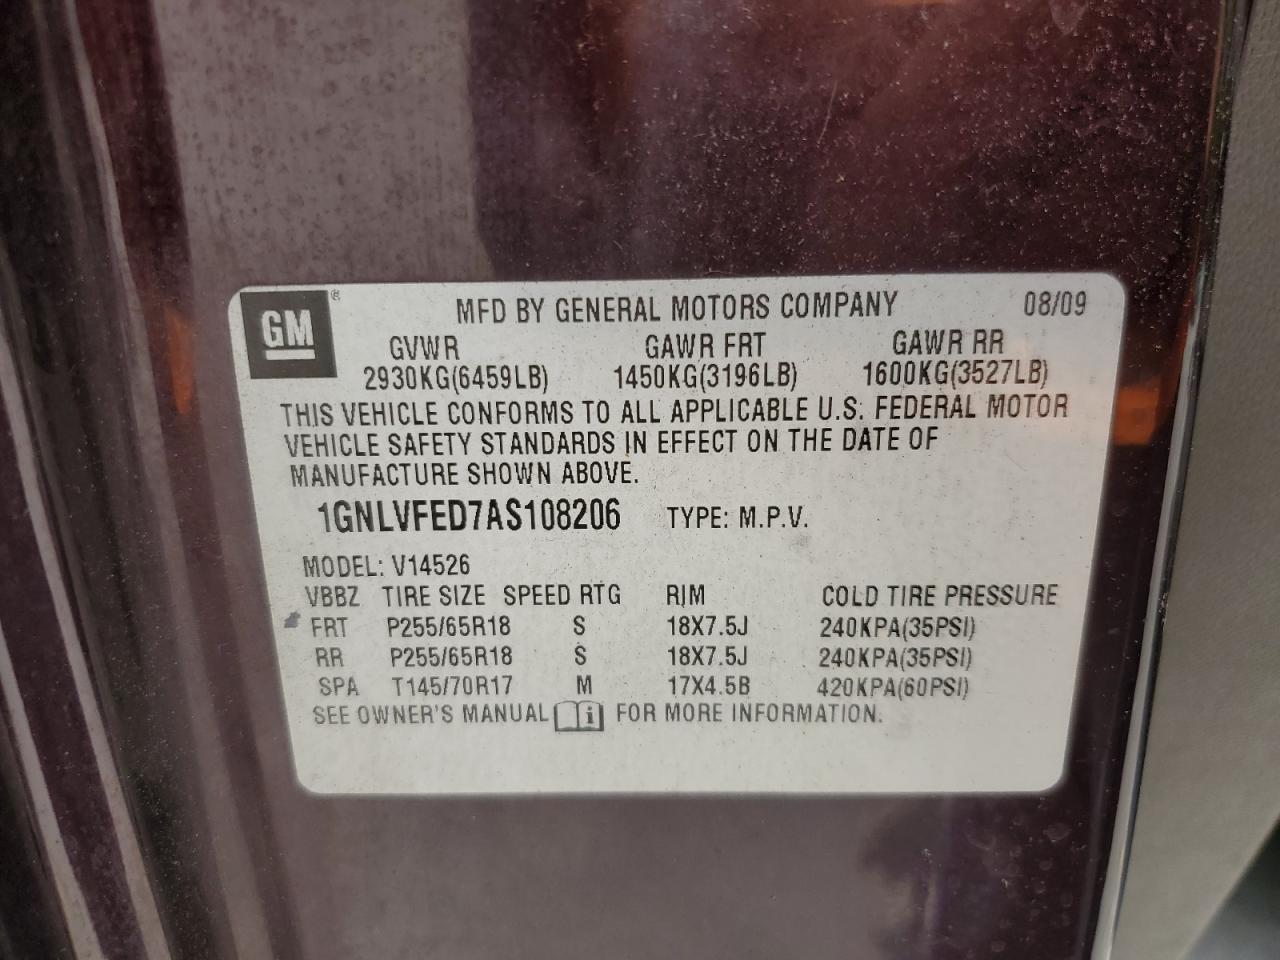 GM ® MFD BY GENERAL MOTORS COMPANY 08/09
GVWR GAWR FRT GAWR RR
2930KG(6459LB) 1450KG(3196LB) 1600KG(3527LB)
THIS VEHICLE CONFORMS TO ALL APPLICABLE U.S. FEDERAL MOTOR
VEHICLE SAFETY STANDARDS IN EFFECT ON THE DATE OF
MANUFACTURE SHOWN ABOVE.
1GNLVFED7AS108206 TYPE: M.P.V.
MODEL: V14526
VBBZ TIRE SIZE SPEED RTG RIM COLD TIRE PRESSURE
FRT P255/65R18 S 18X7.5J 240KPA(35PSI)
RR P255/65R18 S 18X7.5J 240KPA(35PSI)
SPA T145/70R17 M 17X4.5B 420KPA(60PSI)
SEE OWNER'S MANUAL i FOR MORE INFORMATION.